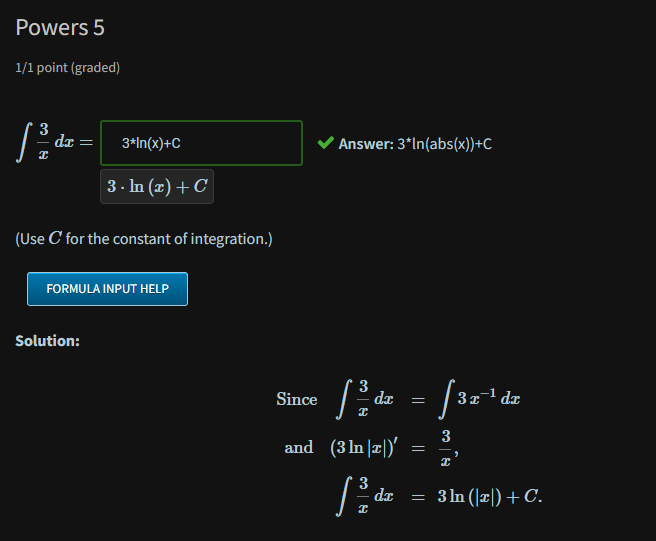 Powers 5
1/1 point (graded)
∫ 3/x dx = 3*ln(x)+C ✔ Answer: 3*ln(abs(x))+C
3 · ln (x) + C
(Use C for the constant of integration.)
FORMULA INPUT HELP
Solution:
Since ∫ 3/x dx = ∫ 3 x⁻¹ dx
and (3 ln |x|)′ = 3/x,
∫ 3/x dx = 3 ln (|x|) + C.